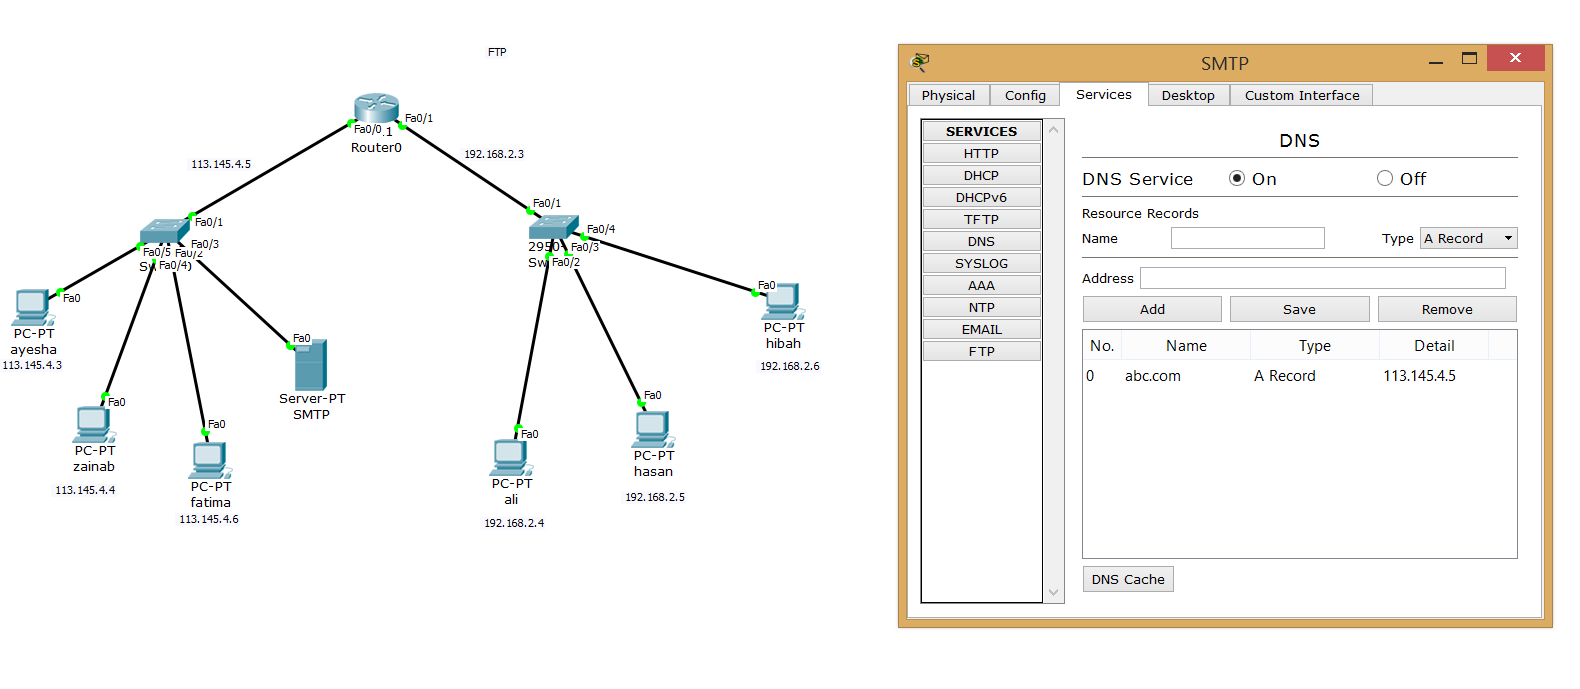 FTP
Fa0/0
.1
Fa0/1
Router0
113.145.4.5
192.168.2.3
Fa0/1
Fa0/3
Fa0/5
Fa0/2
Fa0/4
Fa0/1
Fa0/4
2950
Fa0/3
Sw
Fa0/2
Fa0
PC-PT
ayesha
113.145.4.3
Fa0
PC-PT
zainab
113.145.4.4
Fa0
PC-PT
fatima
113.145.4.6
Fa0
Server-PT
SMTP
Fa0
PC-PT
ali
192.168.2.4
Fa0
PC-PT
hasan
192.168.2.5
Fa0
PC-PT
hibah
192.168.2.6
SMTP
Physical Config Services Desktop Custom Interface
SERVICES
HTTP
DHCP
DHCPv6
TFTP
DNS
SYSLOG
AAA
NTP
EMAIL
FTP
DNS
DNS Service On Off
Resource Records
Name Type A Record
Address
Add Save Remove
No. Name Type Detail
0 abc.com A Record 113.145.4.5
DNS Cache